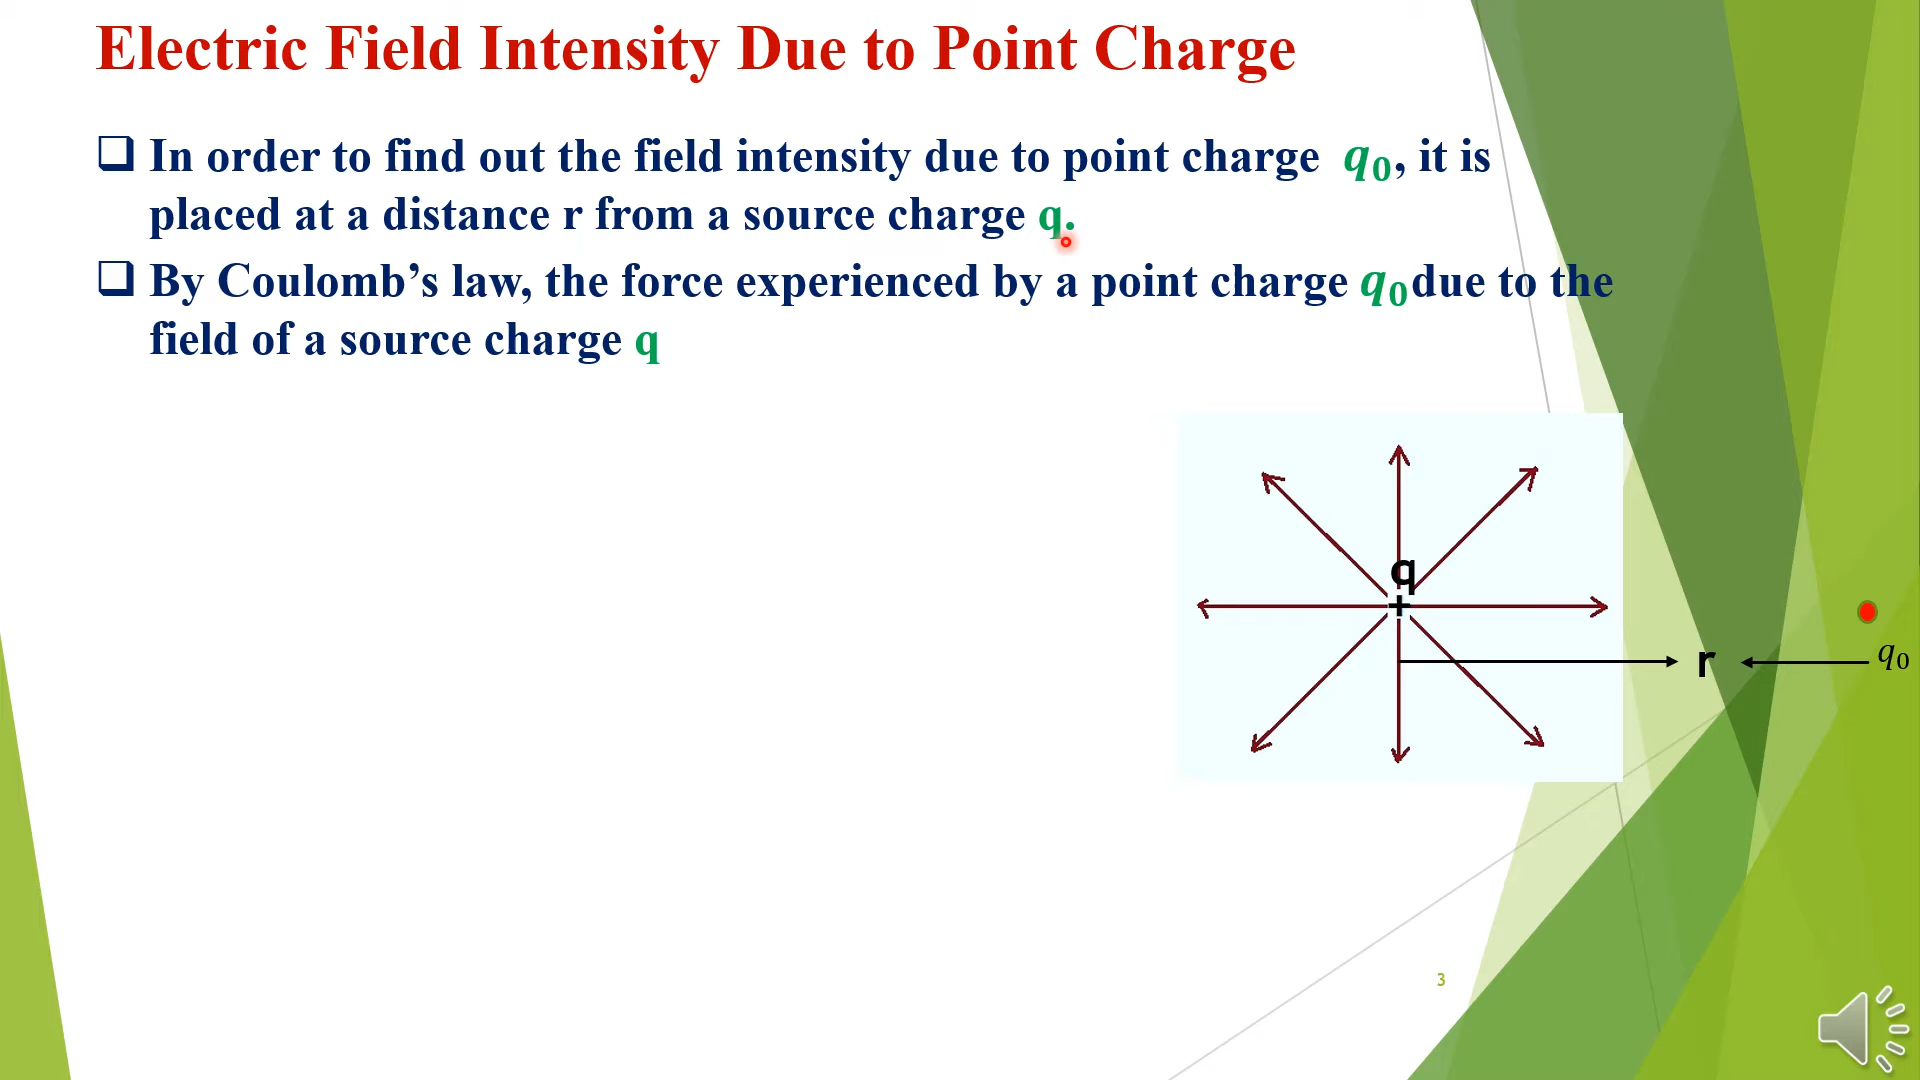 Electric Field Intensity Due to Point Charge
❑ In order to find out the field intensity due to point charge q₀, it is
placed at a distance r from a source charge q.
❑ By Coulomb’s law, the force experienced by a point charge q₀due to the
field of a source charge q
q
+
r
q₀
3